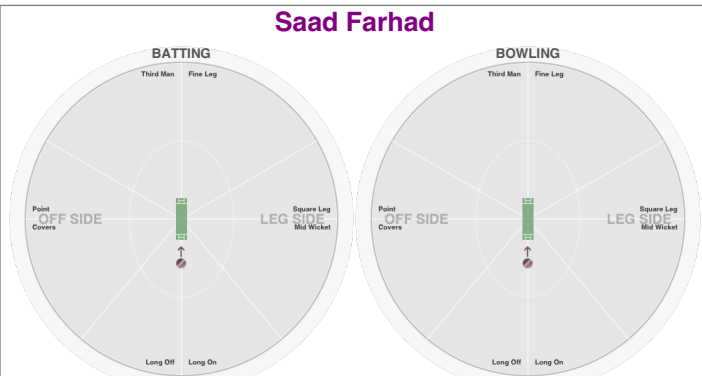 Saad Farhad
BATTING
Third Man Fine Leg
Point
OFF SIDE
Covers
Square Leg
LEG SIDE
Mid Wicket
Long Off Long On
BOWLING
Third Man Fine Leg
Point
OFF SIDE
Covers
Square Leg
LEG SIDE
Mid Wicket
Long Off Long On